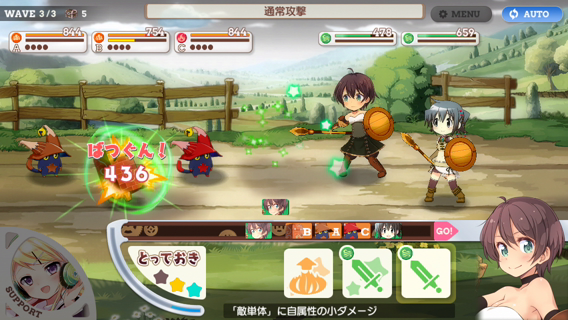 WAVE 3/3 5
通常攻撃
MENU
AUTO
844
A
754
B
844
C
478
659
ばつぐん!
436
B
A
C
GO!
とっておき
SUPPORT
「敵単体」に自属性の小ダメージ